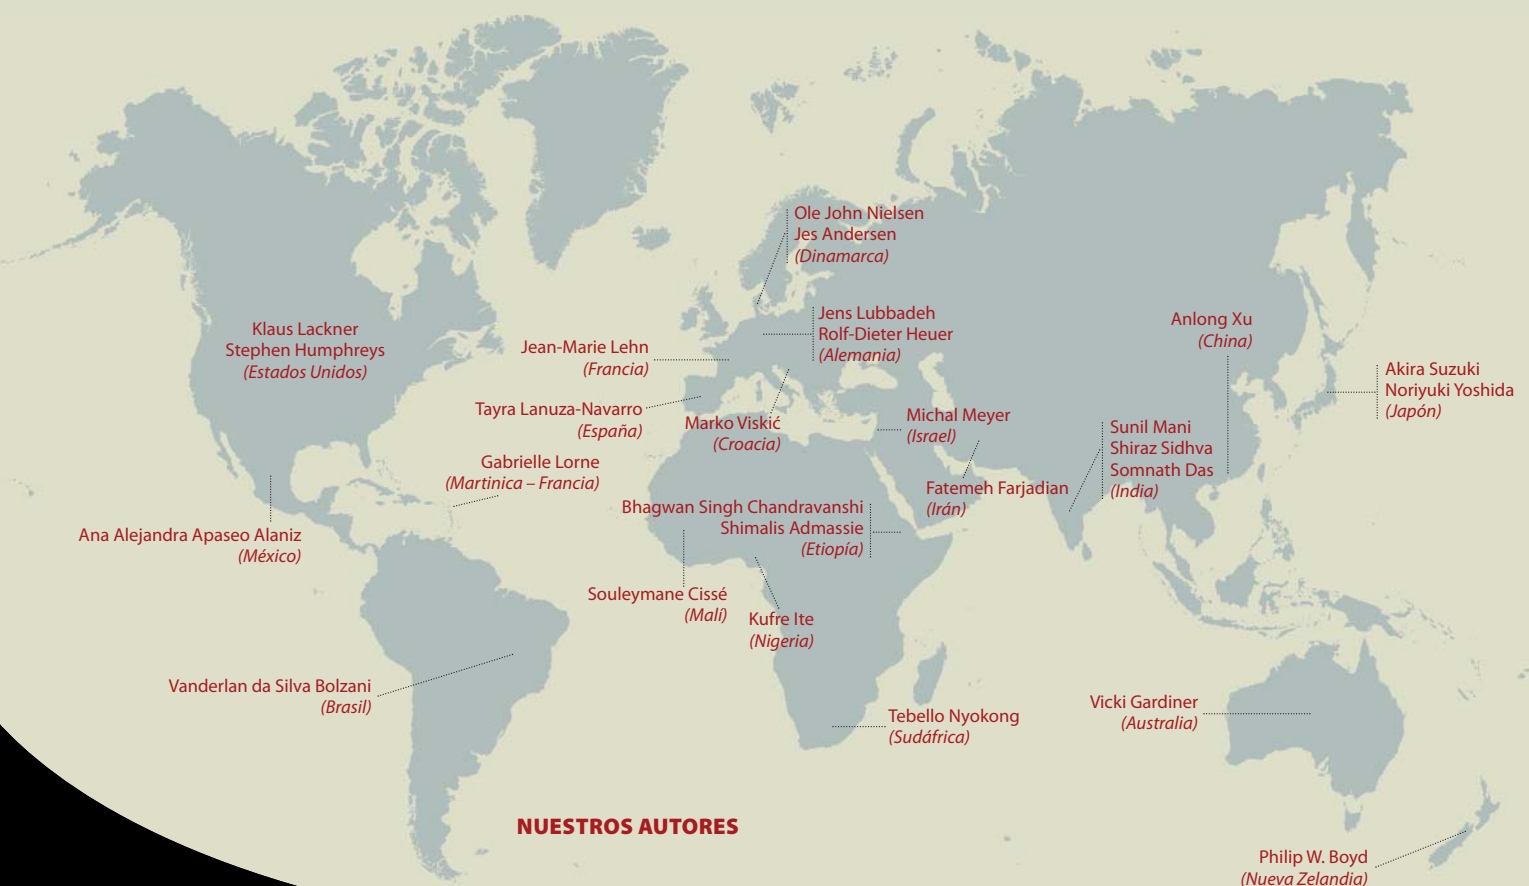 Ole John Nielsen
Jes Andersen
(Dinamarca)
Jens Lubbadeh
Rolf-Dieter Heuer
(Alemania)
Klaus Lackner
Stephen Humphreys
(Estados Unidos)
Jean-Marie Lehn
(Francia)
Anlong Xu
(China)
Akira Suzuki
Noriyuki Yoshida
(Japón)
Tayra Lanuza-Navarro
(España)
Marko Viskić
(Croacia)
Michal Meyer
(Israel)
Sunil Mani
Shiraz Sidhva
Somnath Das
(India)
Gabrielle Lorne
(Martinica – Francia)
Fatemeh Farjadian
(Irán)
Bhagwan Singh Chandravanshi
Shimalis Admassie
(Etiopía)
Ana Alejandra Apaseo Alaniz
(México)
Souleymane Cissé
(Malí)
Kufre Ite
(Nigeria)
Vanderlan da Silva Bolzani
(Brasil)
Tebello Nyokong
(Sudáfrica)
Vicki Gardiner
(Australia)
NUESTROS AUTORES
Philip W. Boyd
(Nueva Zelandia)